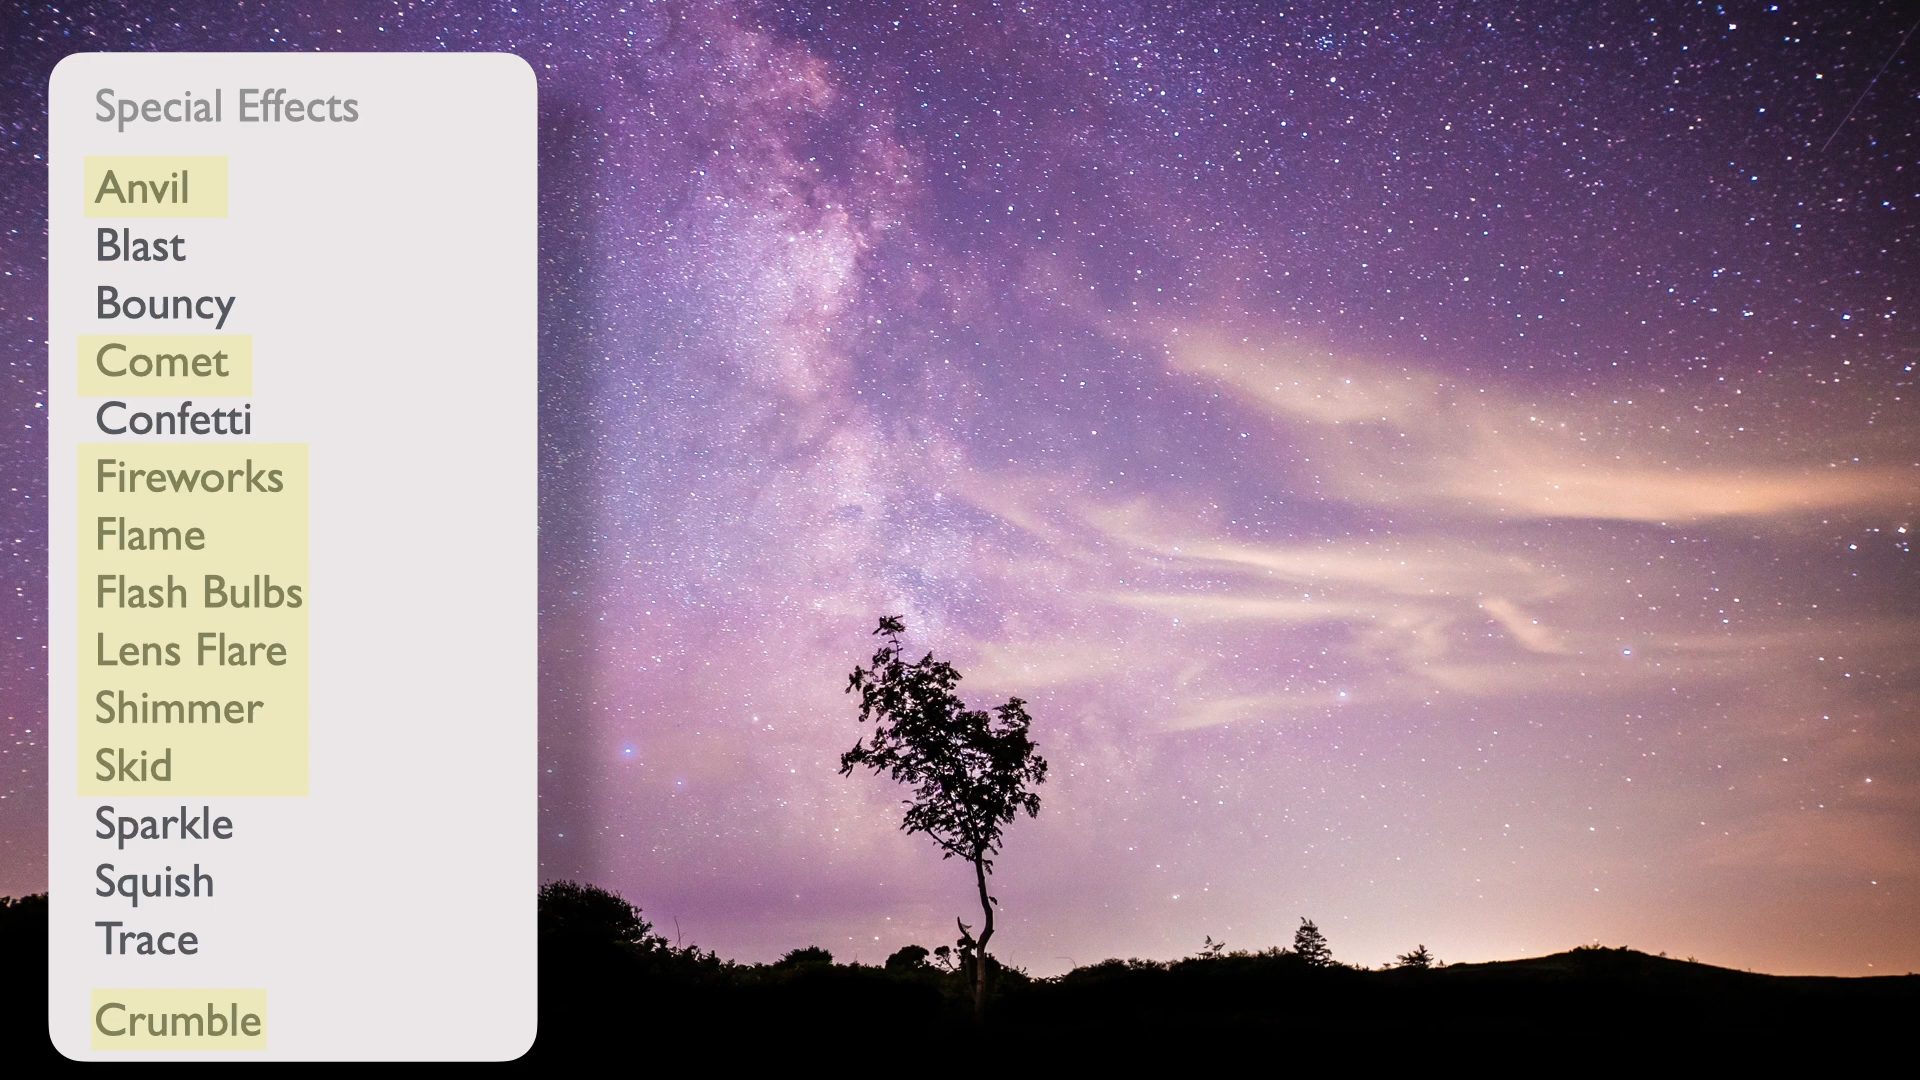 Special Effects
Anvil
Blast
Bouncy
Comet
Confetti
Fireworks
Flame
Flash Bulbs
Lens Flare
Shimmer
Skid
Sparkle
Squish
Trace
Crumble